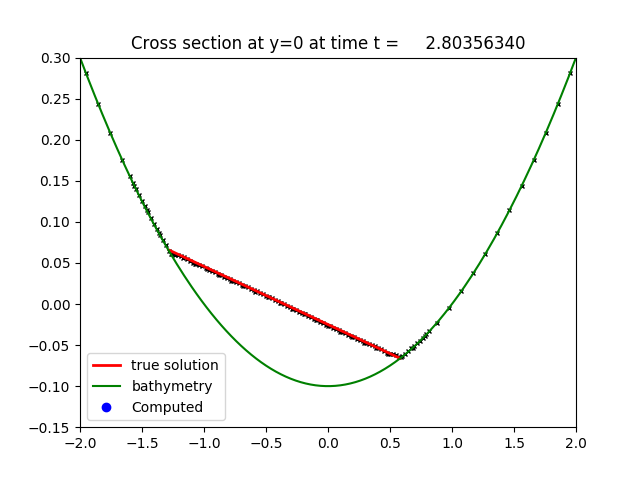 Cross section at y=0 at time t =     2.80356340
0.30
0.25
0.20
0.15
0.10
0.05
0.00
−0.05
−0.10
−0.15
true solution
bathymetry
Computed
−2.0 −1.5 −1.0 −0.5 0.0 0.5 1.0 1.5 2.0